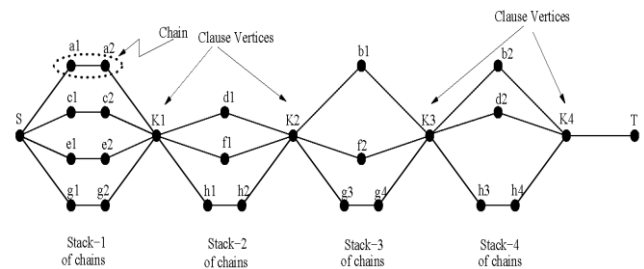 a1 a2 Chain Clause Vertices b1 Clause Vertices b2
S c1 c2 K1 d1 K2 K3 d2 K4 T
e1 e2 f1 f2
g1 g2 h1 h2 g3 g4 h3 h4
Stack-1 Stack-2 Stack-3 Stack-4
of chains of chains of chains of chains